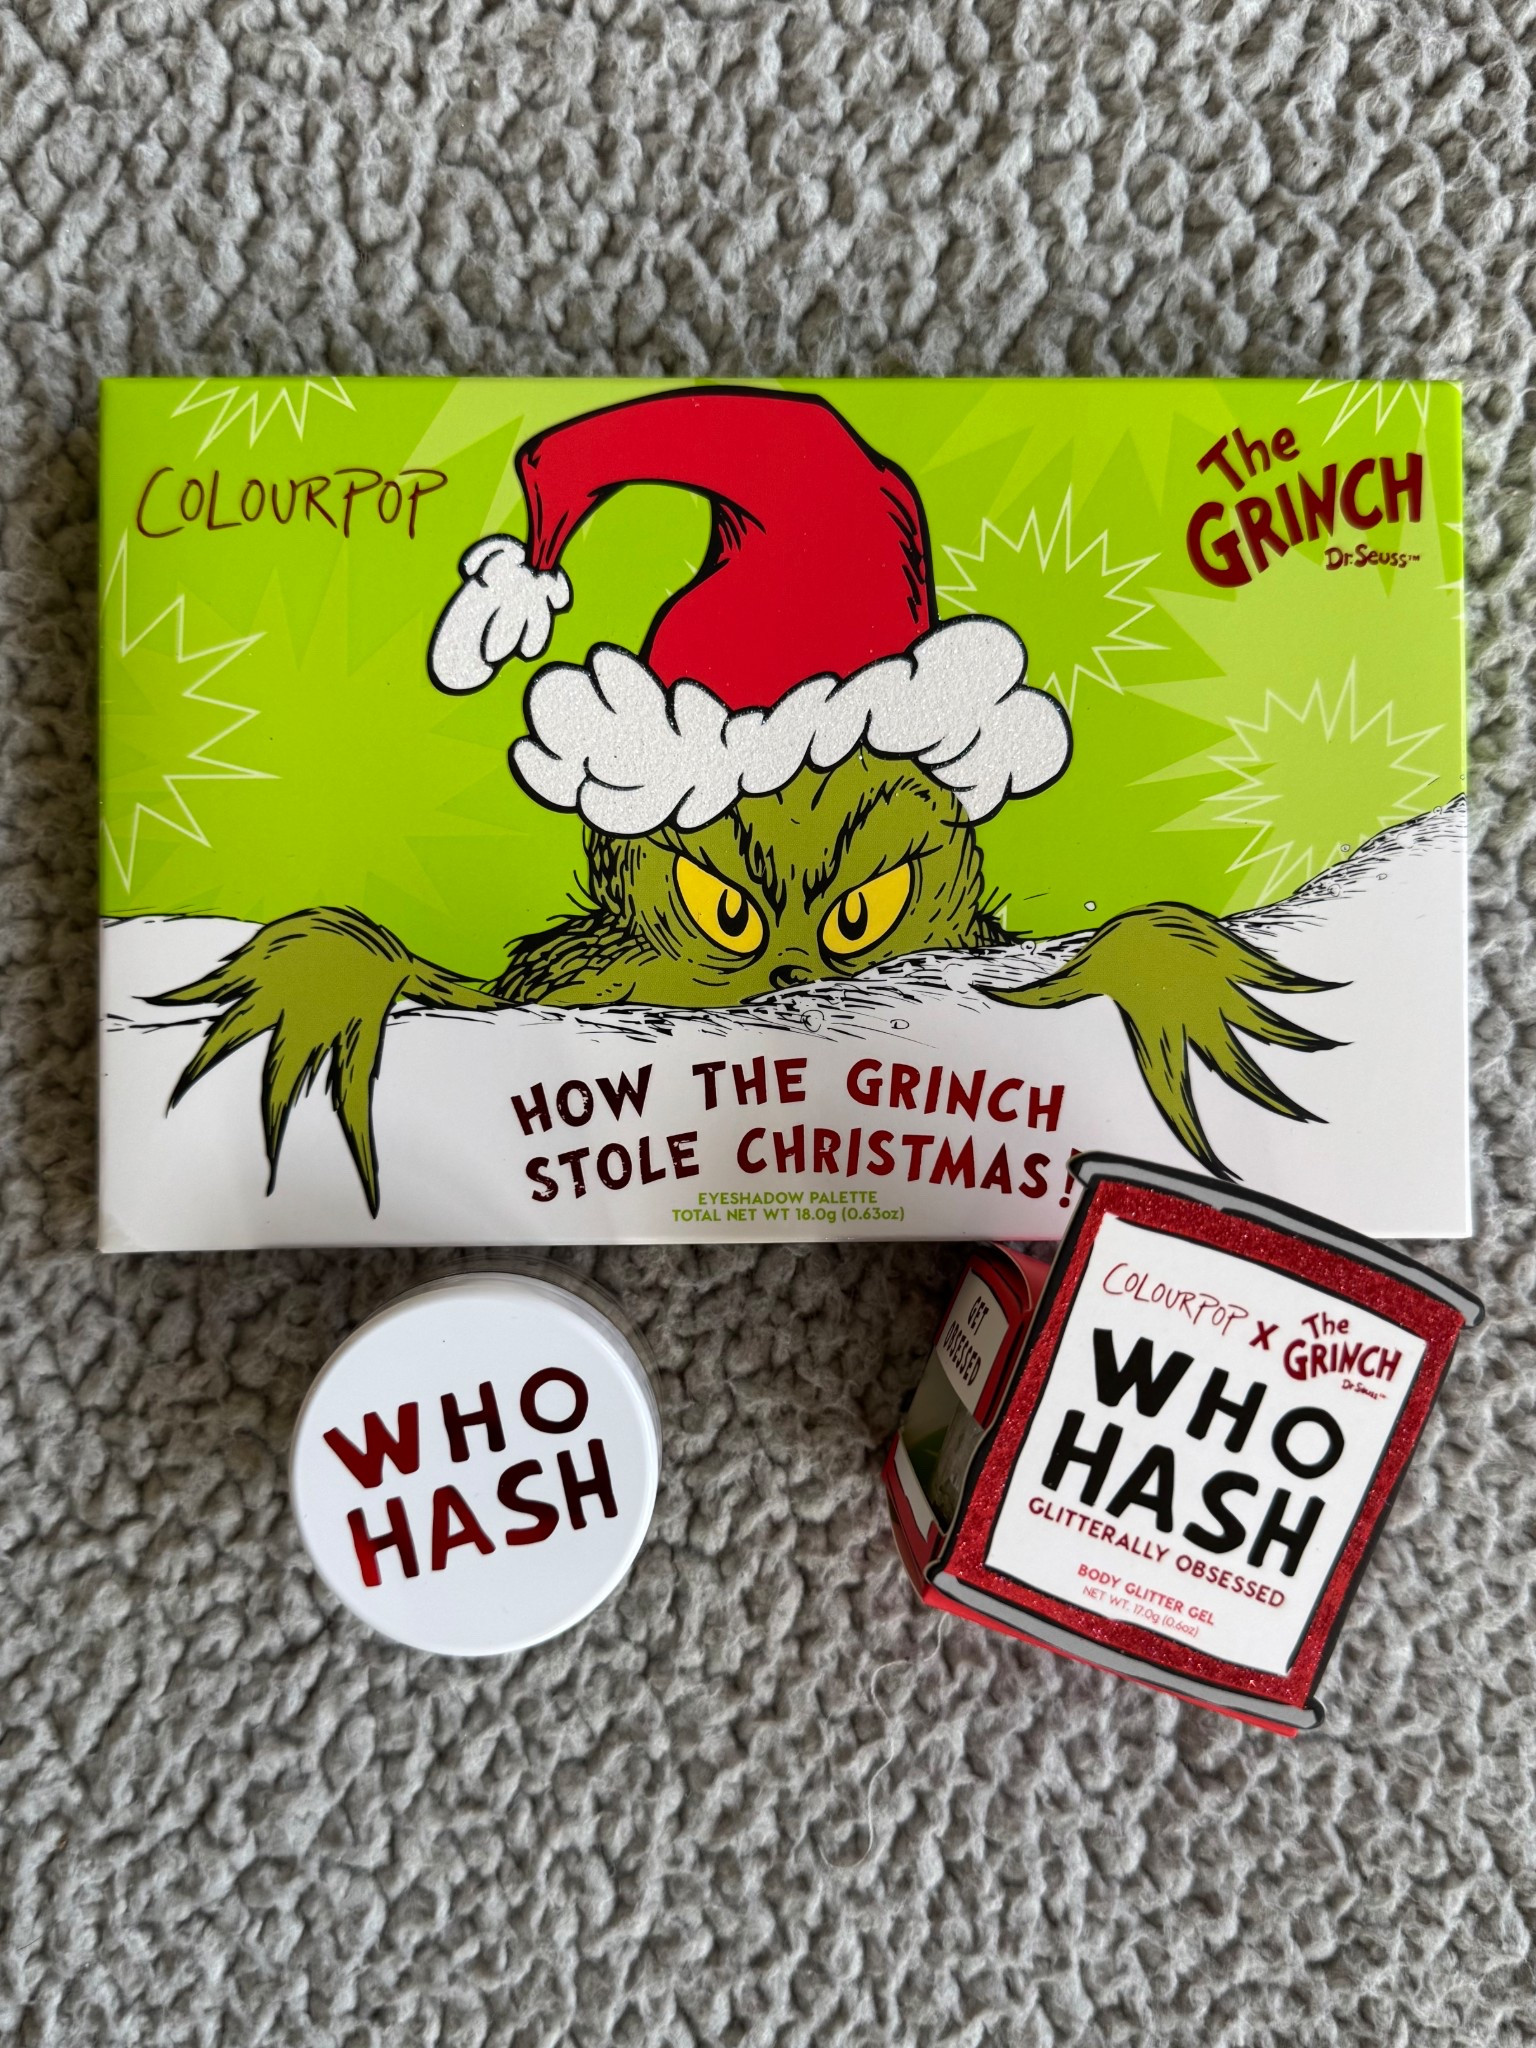 COLOURPOP
The
GRINCH
Dr. Seuss™
HOW THE GRINCH
STOLE CHRISTMAS!
EYESHADOW PALETTE
TOTAL NET WT 18.0g (0.63oz)
WHO
HASH
GET
OBSESSED
COLOURPOP X The
GRINCH
Dr. Seuss™
WHO
HASH
GLITTERALLY OBSESSED
BODY GLITTER GEL
NET WT. 17.0g (0.6oz)